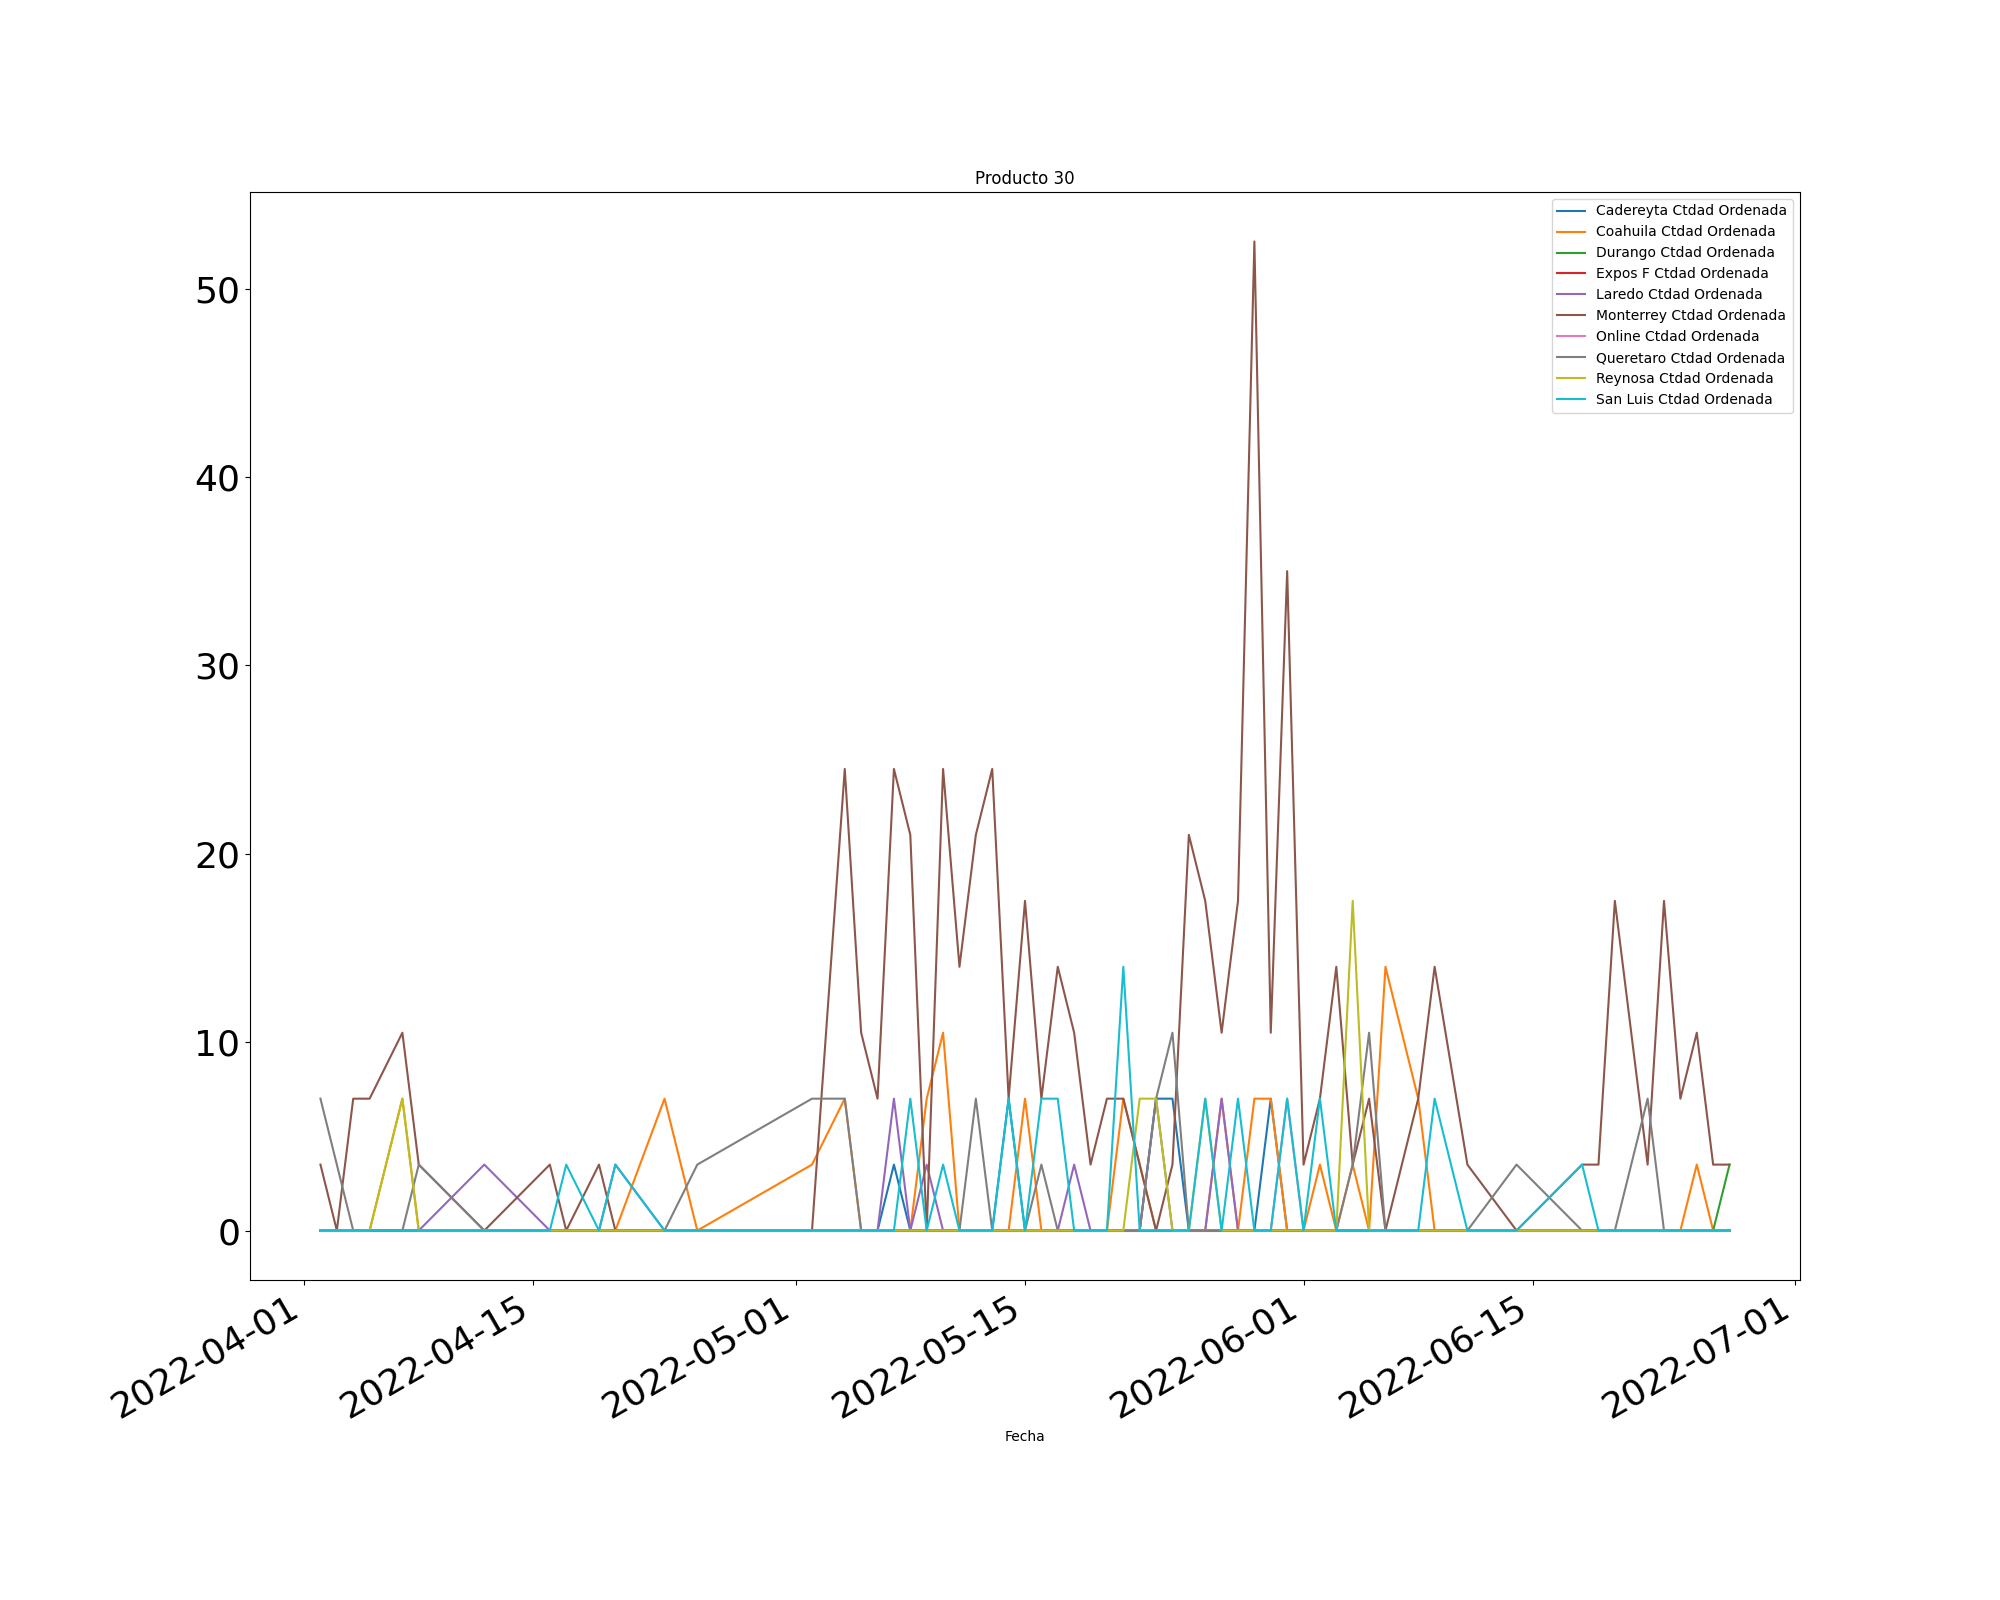 Producto 30
Cadereyta Ctdad Ordenada
Coahuila Ctdad Ordenada
Durango Ctdad Ordenada
Expos F Ctdad Ordenada
Laredo Ctdad Ordenada
Monterrey Ctdad Ordenada
Online Ctdad Ordenada
Queretaro Ctdad Ordenada
Reynosa Ctdad Ordenada
San Luis Ctdad Ordenada
50
40
30
20
10
0
2022-04-01
2022-04-15
2022-05-01
2022-05-15
2022-06-01
2022-06-15
2022-07-01
Fecha